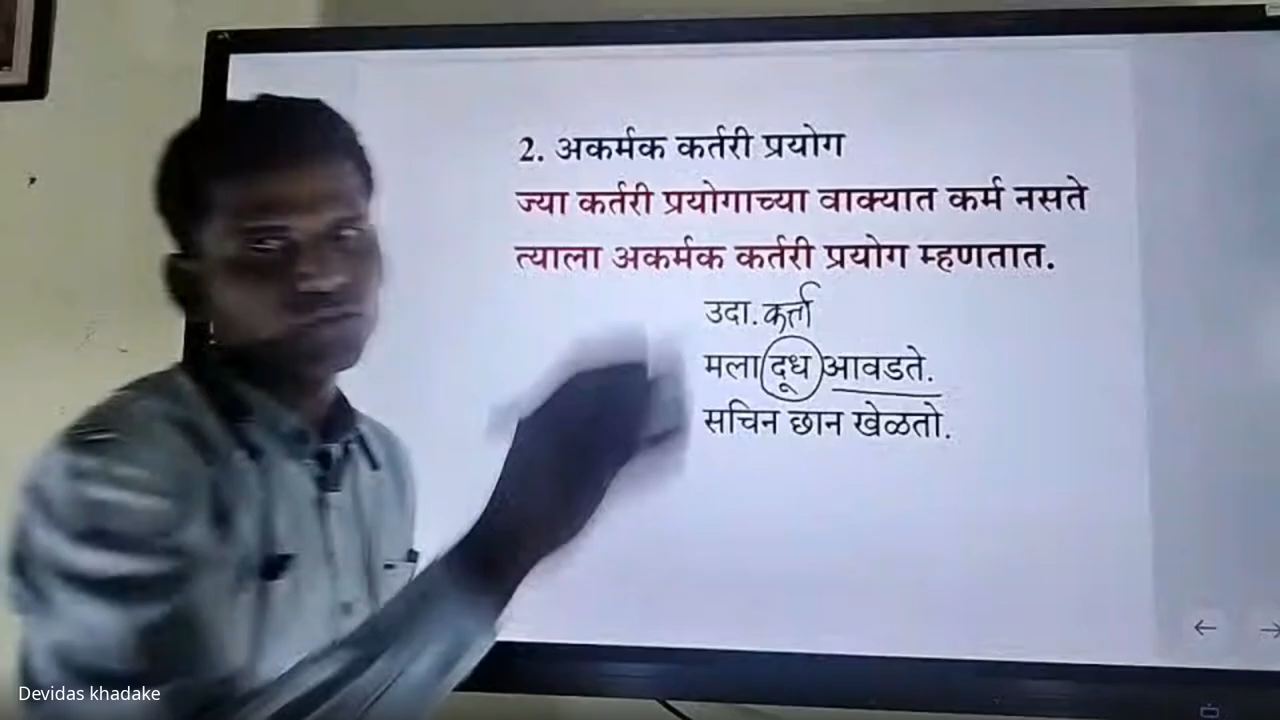 2. अकर्मक कर्तरी प्रयोग
ज्या कर्तरी प्रयोगाच्या वाक्यात कर्म नसते
त्याला अकर्मक कर्तरी प्रयोग म्हणतात.
उदा. कर्ता
मला दूध आवडते.
सचिन छान खेळतो.
Devidas khadake